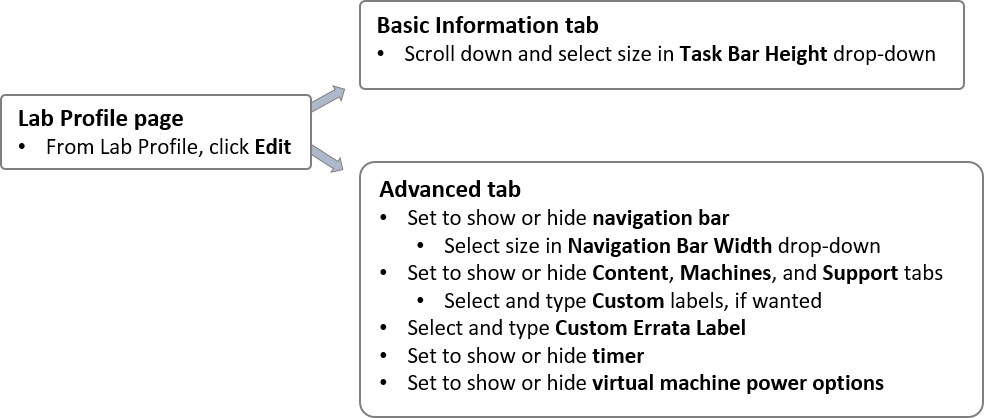 Basic Information tab
• Scroll down and select size in Task Bar Height drop-down
Lab Profile page
• From Lab Profile, click Edit
Advanced tab
• Set to show or hide navigation bar
• Select size in Navigation Bar Width drop-down
• Set to show or hide Content, Machines, and Support tabs
• Select and type Custom labels, if wanted
• Select and type Custom Errata Label
• Set to show or hide timer
• Set to show or hide virtual machine power options